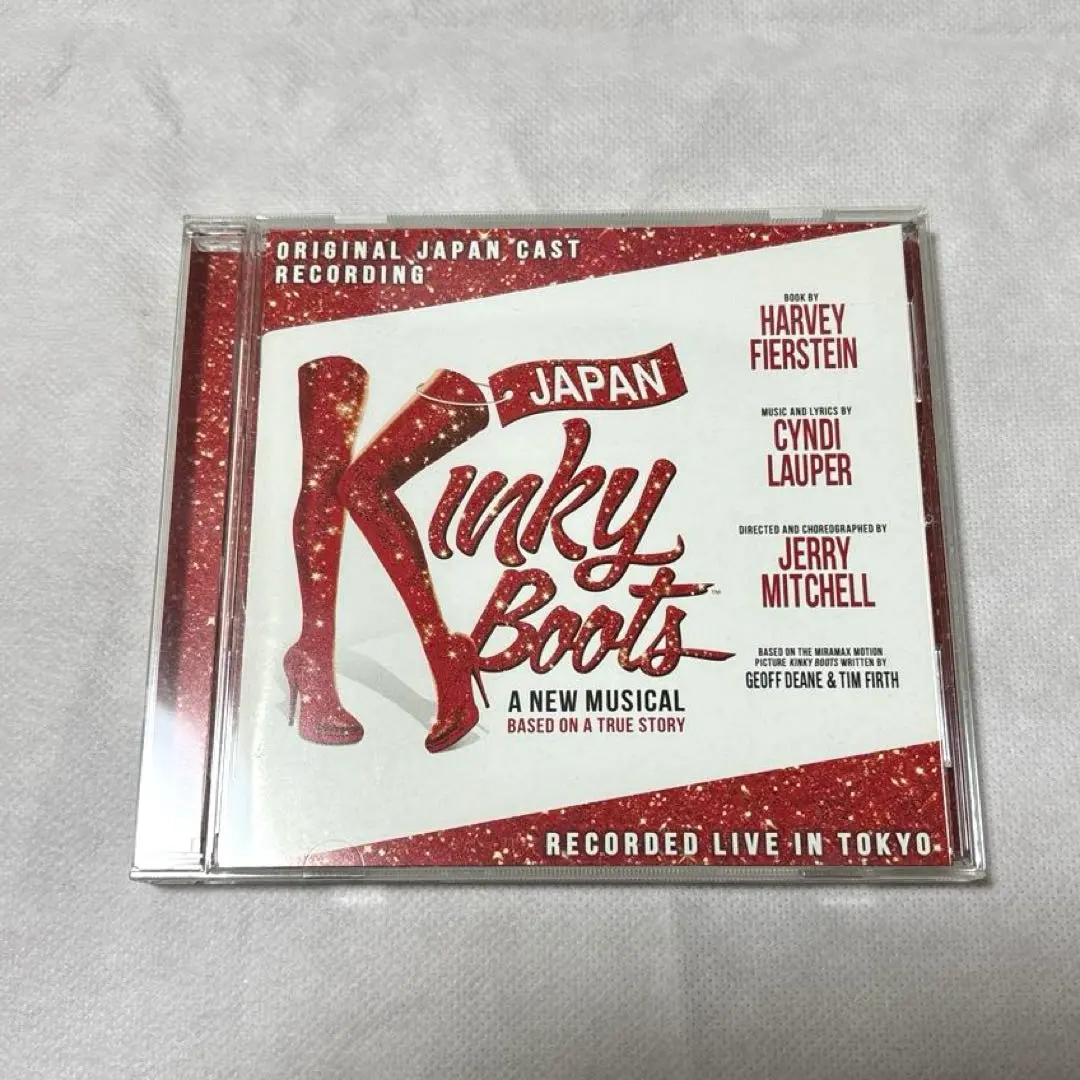 ORIGINAL JAPAN CAST
RECORDING
JAPAN
Kinky
Boots™
A NEW MUSICAL
BASED ON A TRUE STORY
BOOK BY
HARVEY
FIERSTEIN
MUSIC AND LYRICS BY
CYNDI
LAUPER
DIRECTED AND CHOREOGRAPHED BY
JERRY
MITCHELL
BASED ON THE MIRAMAX MOTION
PICTURE KINKY BOOTS WRITTEN BY
GEOFF DEANE & TIM FIRTH
RECORDED LIVE IN TOKYO